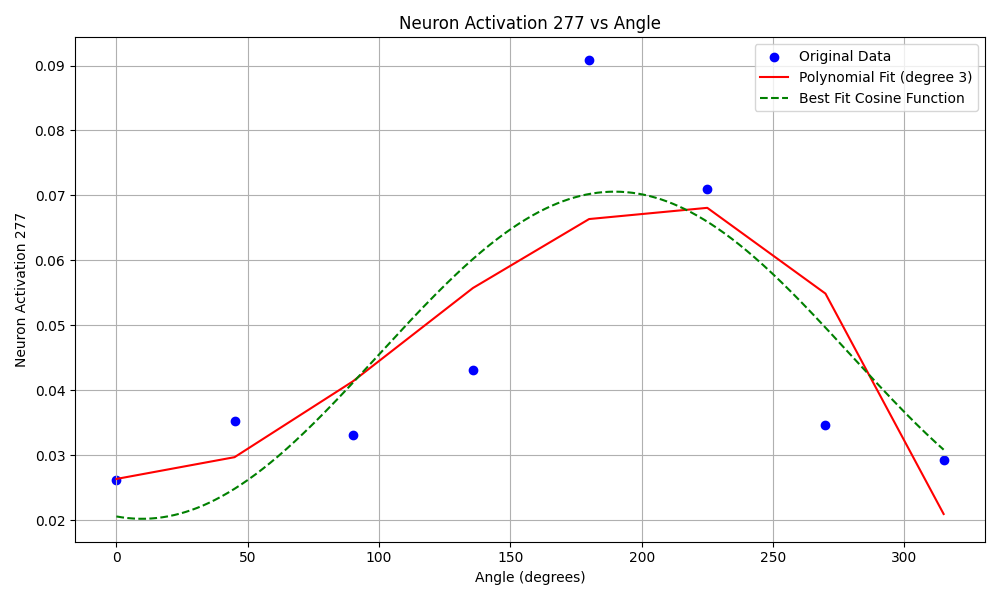 Neuron Activation 277 vs Angle
Original Data
Polynomial Fit (degree 3)
Best Fit Cosine Function
Neuron Activation 277
0.09
0.08
0.07
0.06
0.05
0.04
0.03
0.02
0 50 100 150 200 250 300
Angle (degrees)